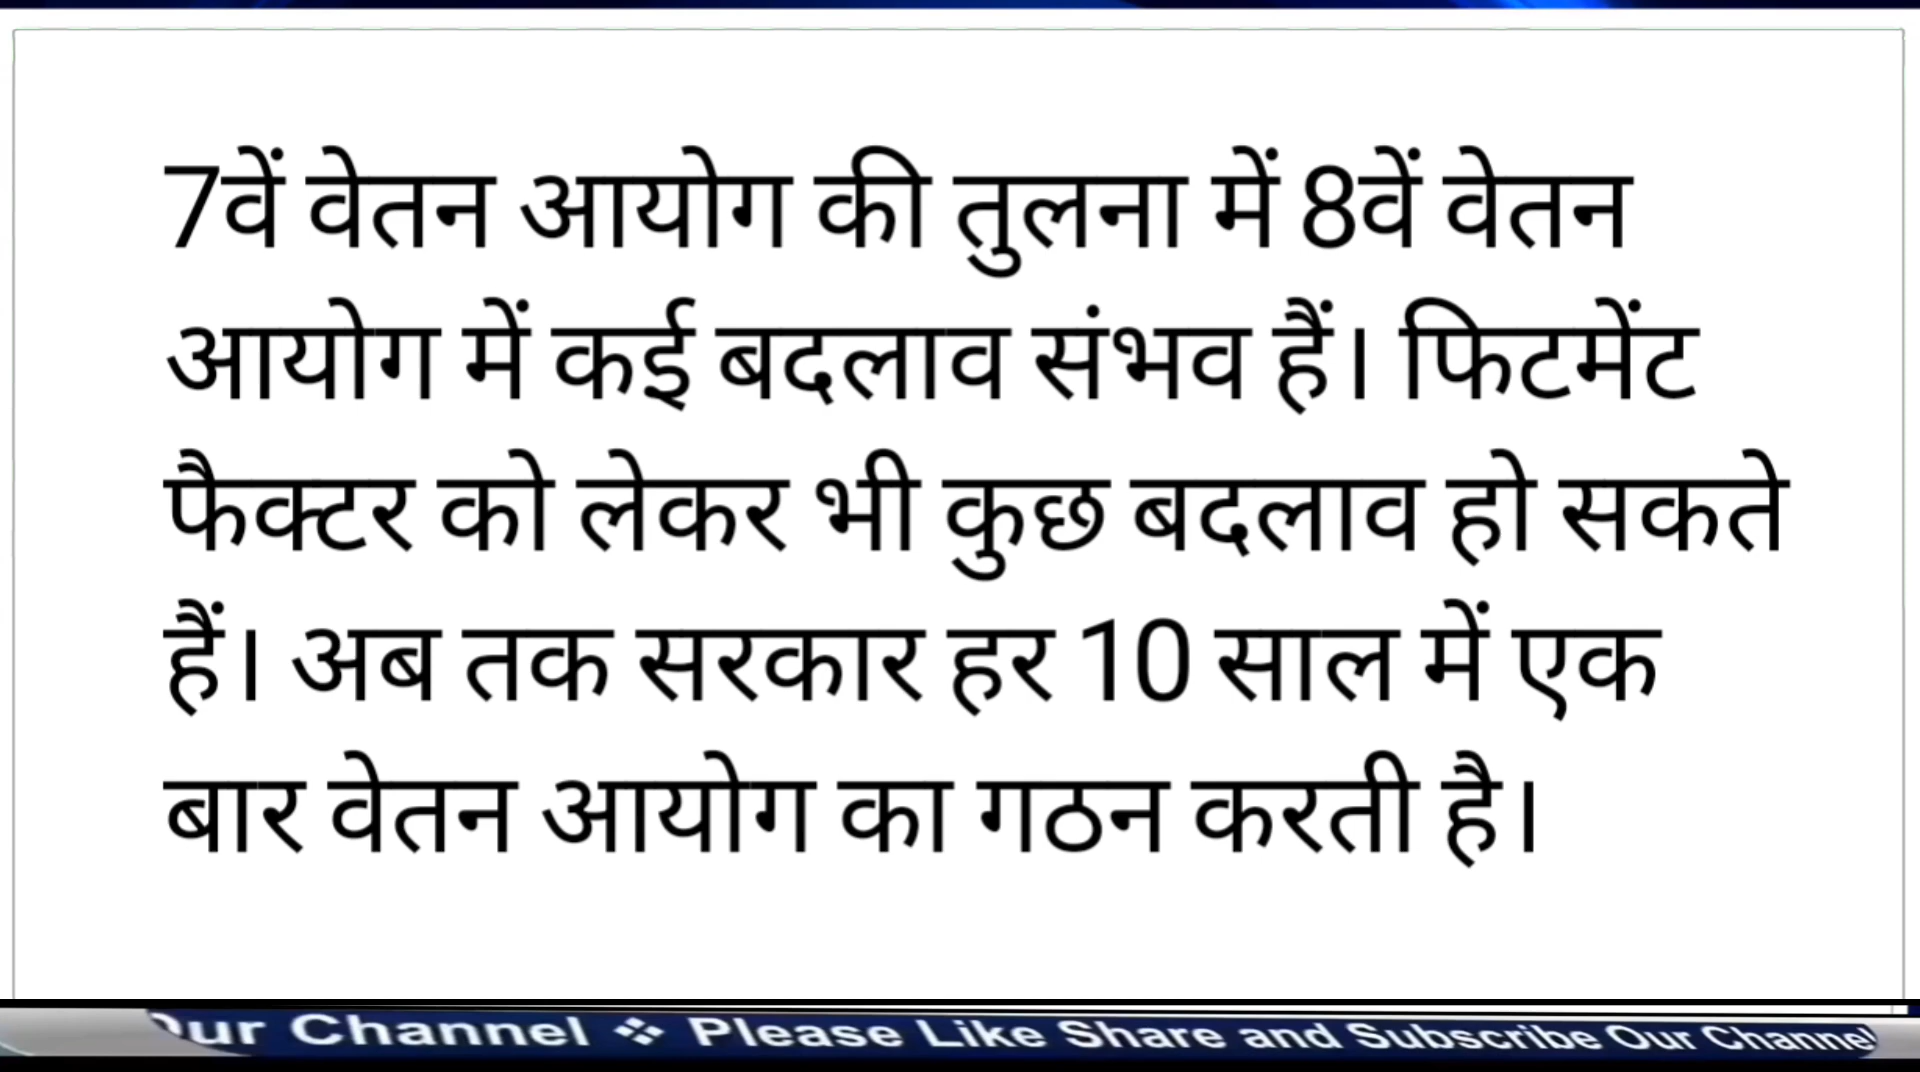 7वें वेतन आयोग की तुलना में 8वें वेतन
आयोग में कई बदलाव संभव हैं। फिटमेंट
फैक्टर को लेकर भी कुछ बदलाव हो सकते
हैं। अब तक सरकार हर 10 साल में एक
बार वेतन आयोग का गठन करती है।
Our Channel ❖ Please Like Share and Subscribe Our Channel